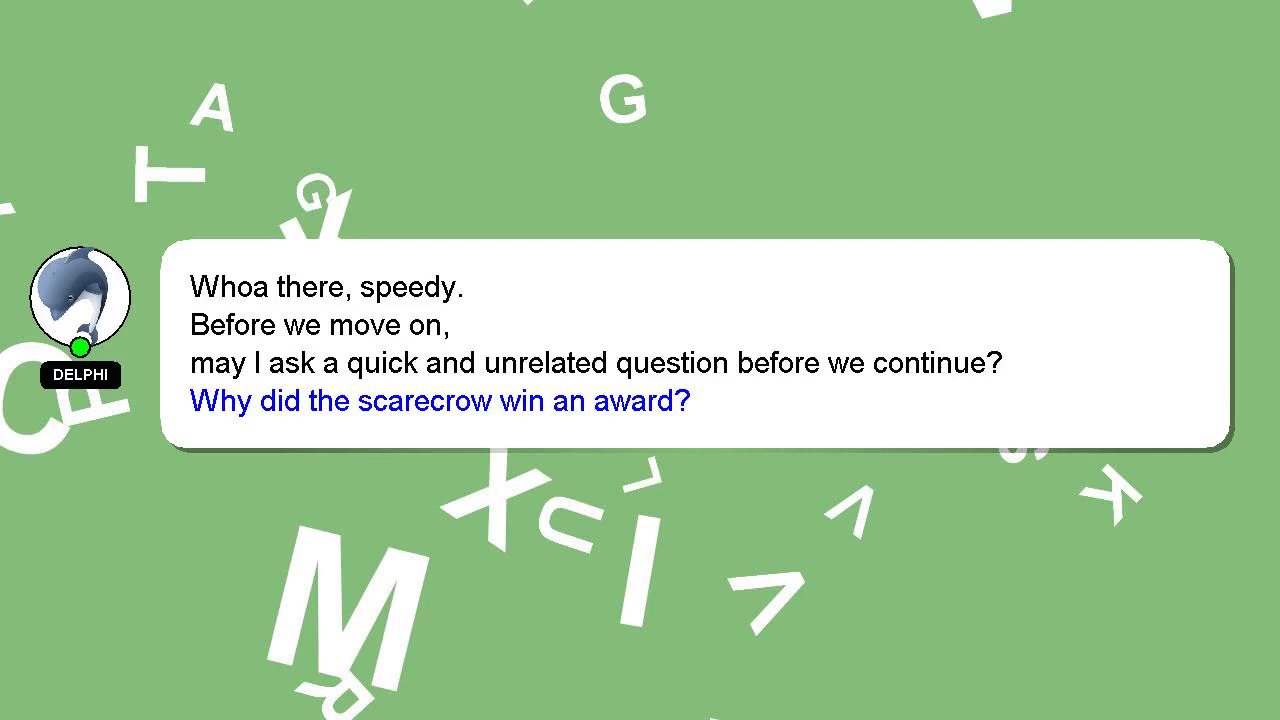 A
G
T
G
Whoa there, speedy.
Before we move on,
may I ask a quick and unrelated question before we continue?
Why did the scarecrow win an award?
DELPHI
C
X
L
K
U
I
V
V
M
R